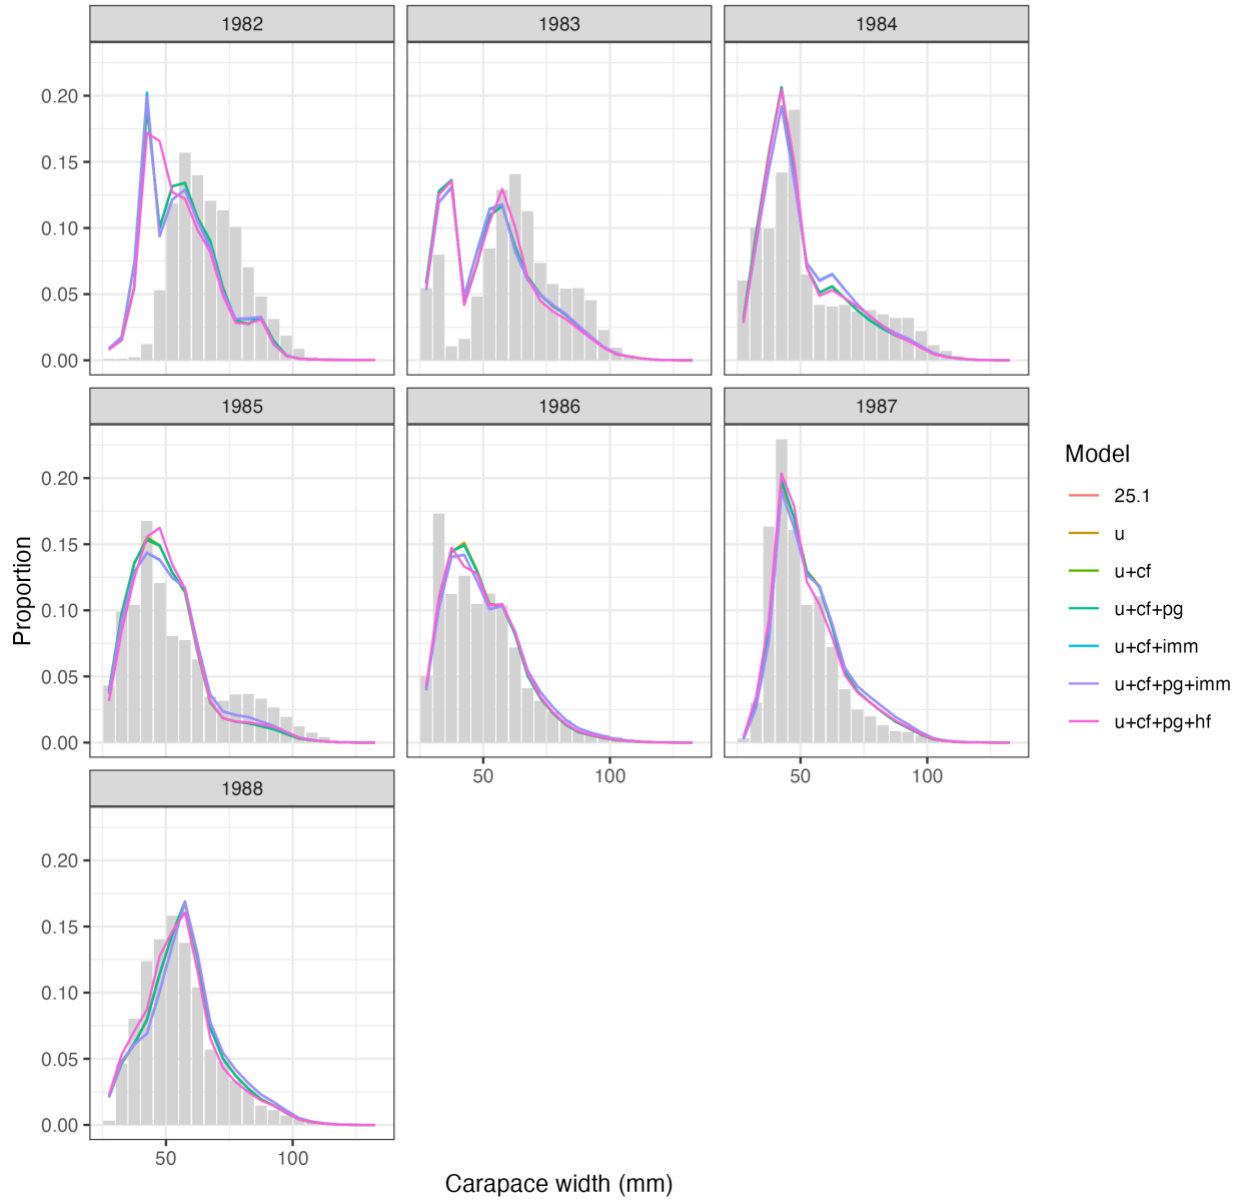 1982 1983 1984
0.20
0.15
0.10
0.05
0.00
1985 1986 1987
0.20
0.15
0.10
0.05
0.00
50 100 50 100
1988
0.20
0.15
0.10
0.05
0.00
50 100
Proportion
Carapace width (mm)
Model
25.1
u
u+cf
u+cf+pg
u+cf+imm
u+cf+pg+imm
u+cf+pg+hf